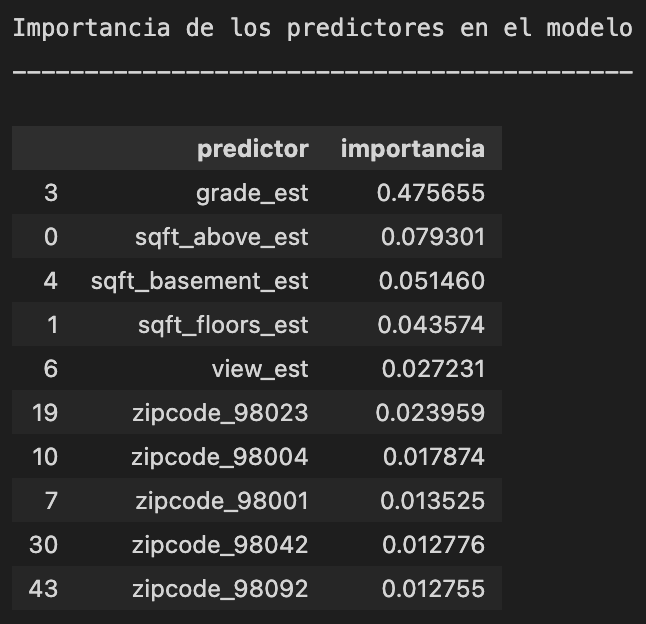 Importancia de los predictores en el modelo
-------------------------------------------
predictor importancia
3 grade_est 0.475655
0 sqft_above_est 0.079301
4 sqft_basement_est 0.051460
1 sqft_floors_est 0.043574
6 view_est 0.027231
19 zipcode_98023 0.023959
10 zipcode_98004 0.017874
7 zipcode_98001 0.013525
30 zipcode_98042 0.012776
43 zipcode_98092 0.012755